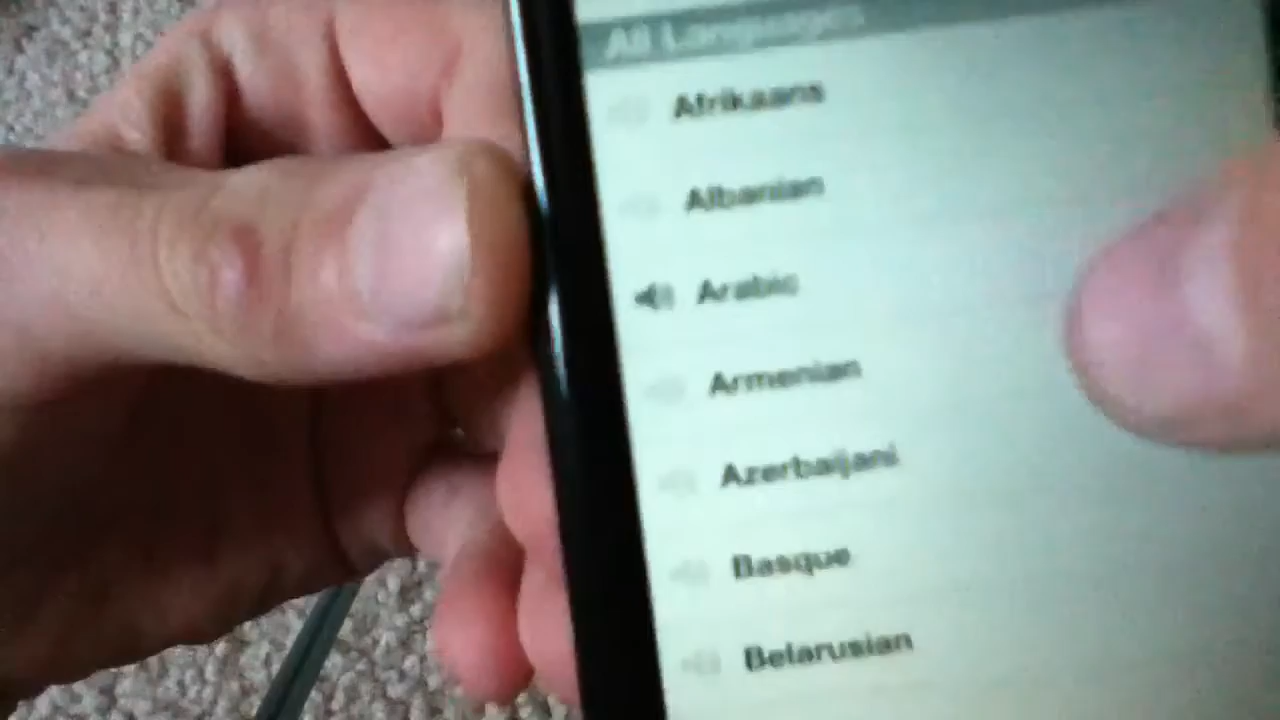 All Languages
Afrikaans
Albanian
Arabic
Armenian
Azerbaijani
Basque
Belarusian